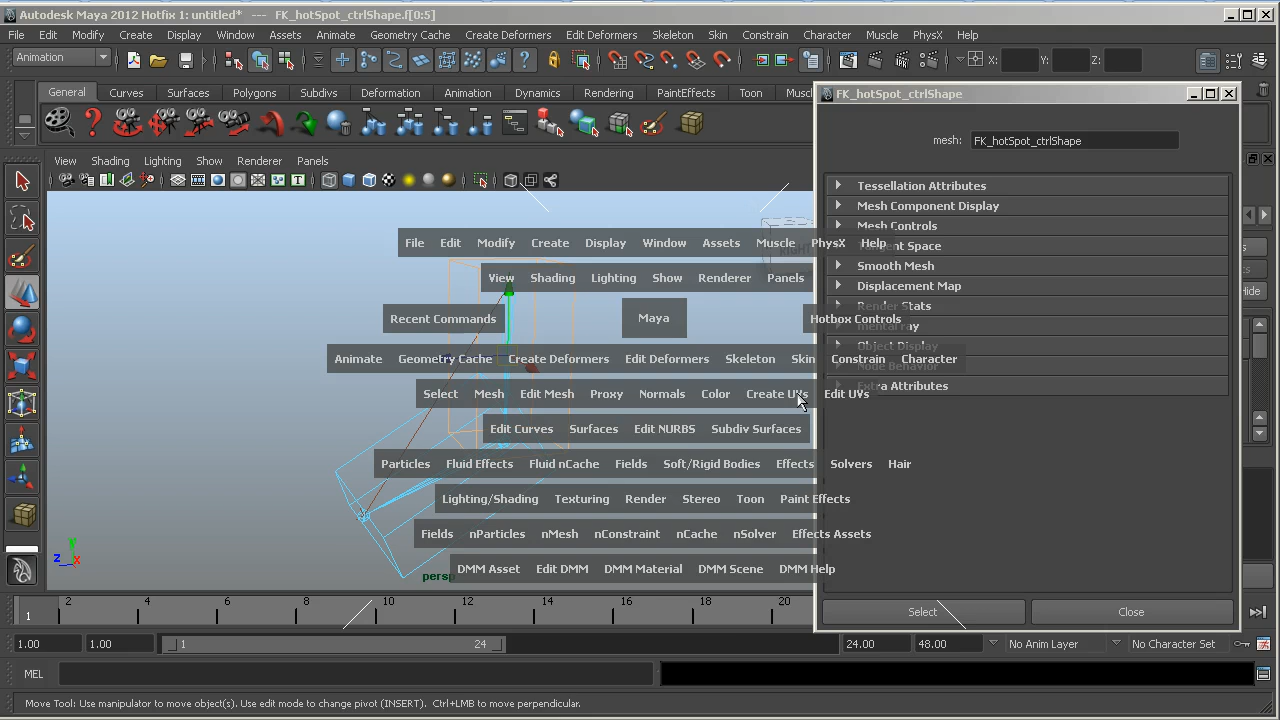 Autodesk Maya 2012 Hotfix 1: untitled* --- FK_hotSpot_ctrlShape.f[0:5]
File Edit Modify Create Display Window Assets Animate Geometry Cache Create Deformers Edit Deformers Skeleton Skin Constrain Character Muscle PhysX Help
Animation X: Y: Z:
General Curves Surfaces Polygons Subdivs Deformation Animation Dynamics Rendering PaintEffects Toon
FK_hotSpot_ctrlShape
mesh: FK_hotSpot_ctrlShape
View Shading Lighting Show Renderer Panels
Tessellation Attributes
Mesh Component Display
Mesh Controls
File Edit Modify Create Display Window Assets Muscle PhysX Help
Smooth Mesh
View Shading Lighting Show Renderer Panels
Displacement Map
Render Stats
Recent Commands Maya Hotbox Controls
mental ray
Object Display
Animate Geometry Cache Create Deformers Edit Deformers Skeleton Skin Constrain Character
Node Behavior
Extra Attributes
Select Mesh Edit Mesh Proxy Normals Color Create UVs Edit UVs
Edit Curves Surfaces Edit NURBS Subdiv Surfaces
Particles Fluid Effects Fluid nCache Fields Soft/Rigid Bodies Effects Solvers Hair
Lighting/Shading Texturing Render Stereo Toon Paint Effects
Fields nParticles nMesh nConstraint nCache nSolver Effects Assets
DMM Asset Edit DMM DMM Material DMM Scene DMM Help
z y x persp
2 4 6 8 10 12 14 16 18 20
1
Select Close
1.00 1.00 1 24 24.00 48.00 No Anim Layer No Character Set
MEL
Move Tool: Use manipulator to move object(s). Use edit mode to change pivot (INSERT). Ctrl+LMB to move perpendicular.